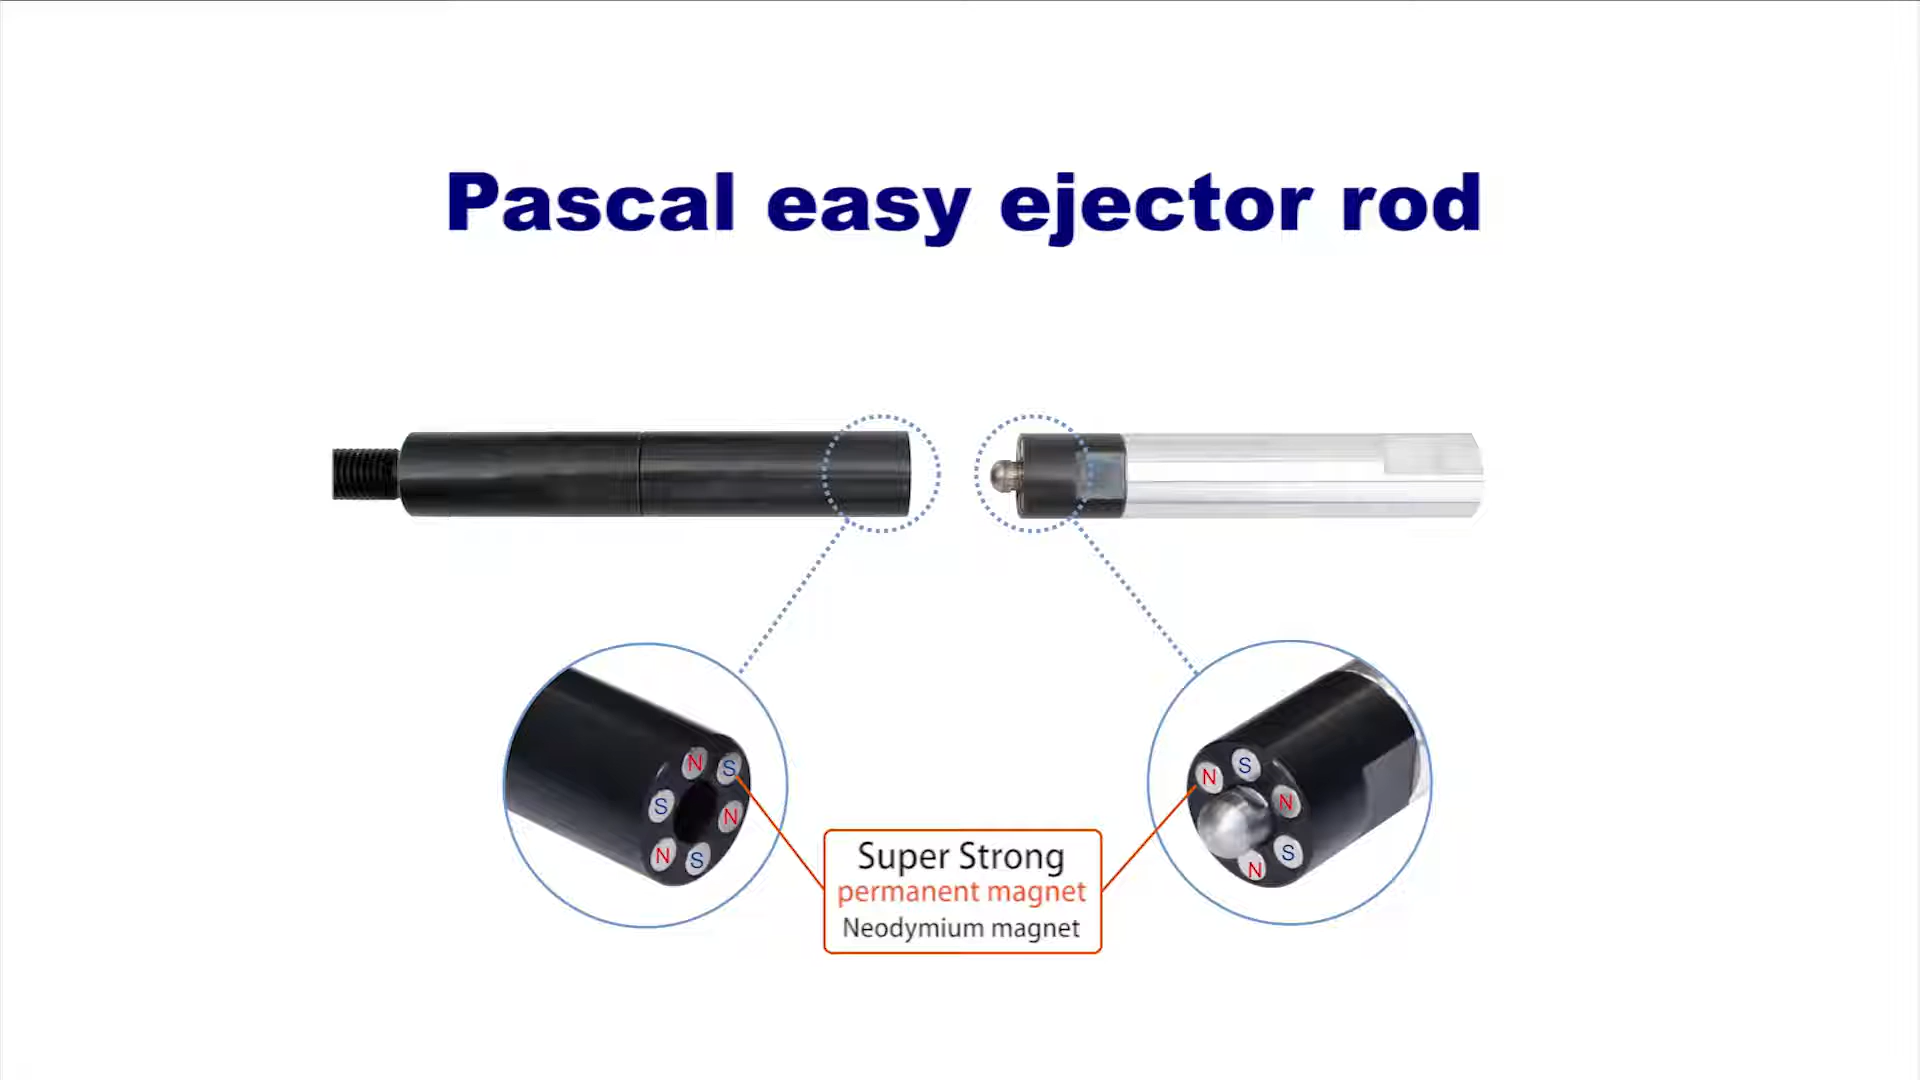 Pascal easy ejector rod
N S
S
N
N S
N S
N
S
N
Super Strong
permanent magnet
Neodymium magnet